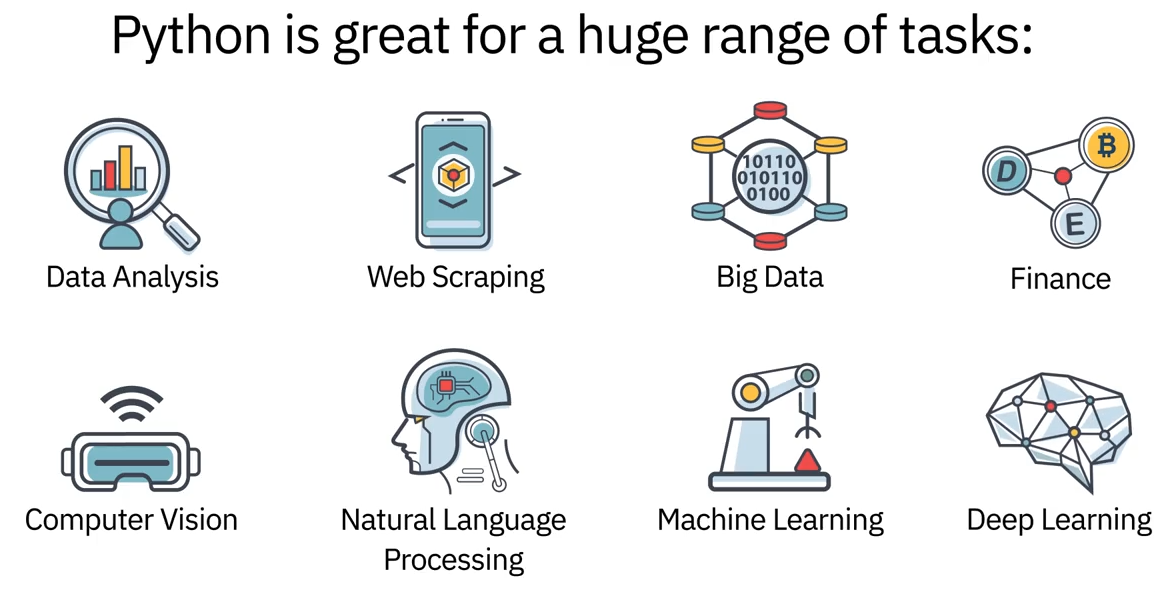 Python is great for a huge range of tasks:
10110
010110
0100
D
B
E
Data Analysis
Web Scraping
Big Data
Finance
Computer Vision
Natural Language
Processing
Machine Learning
Deep Learning